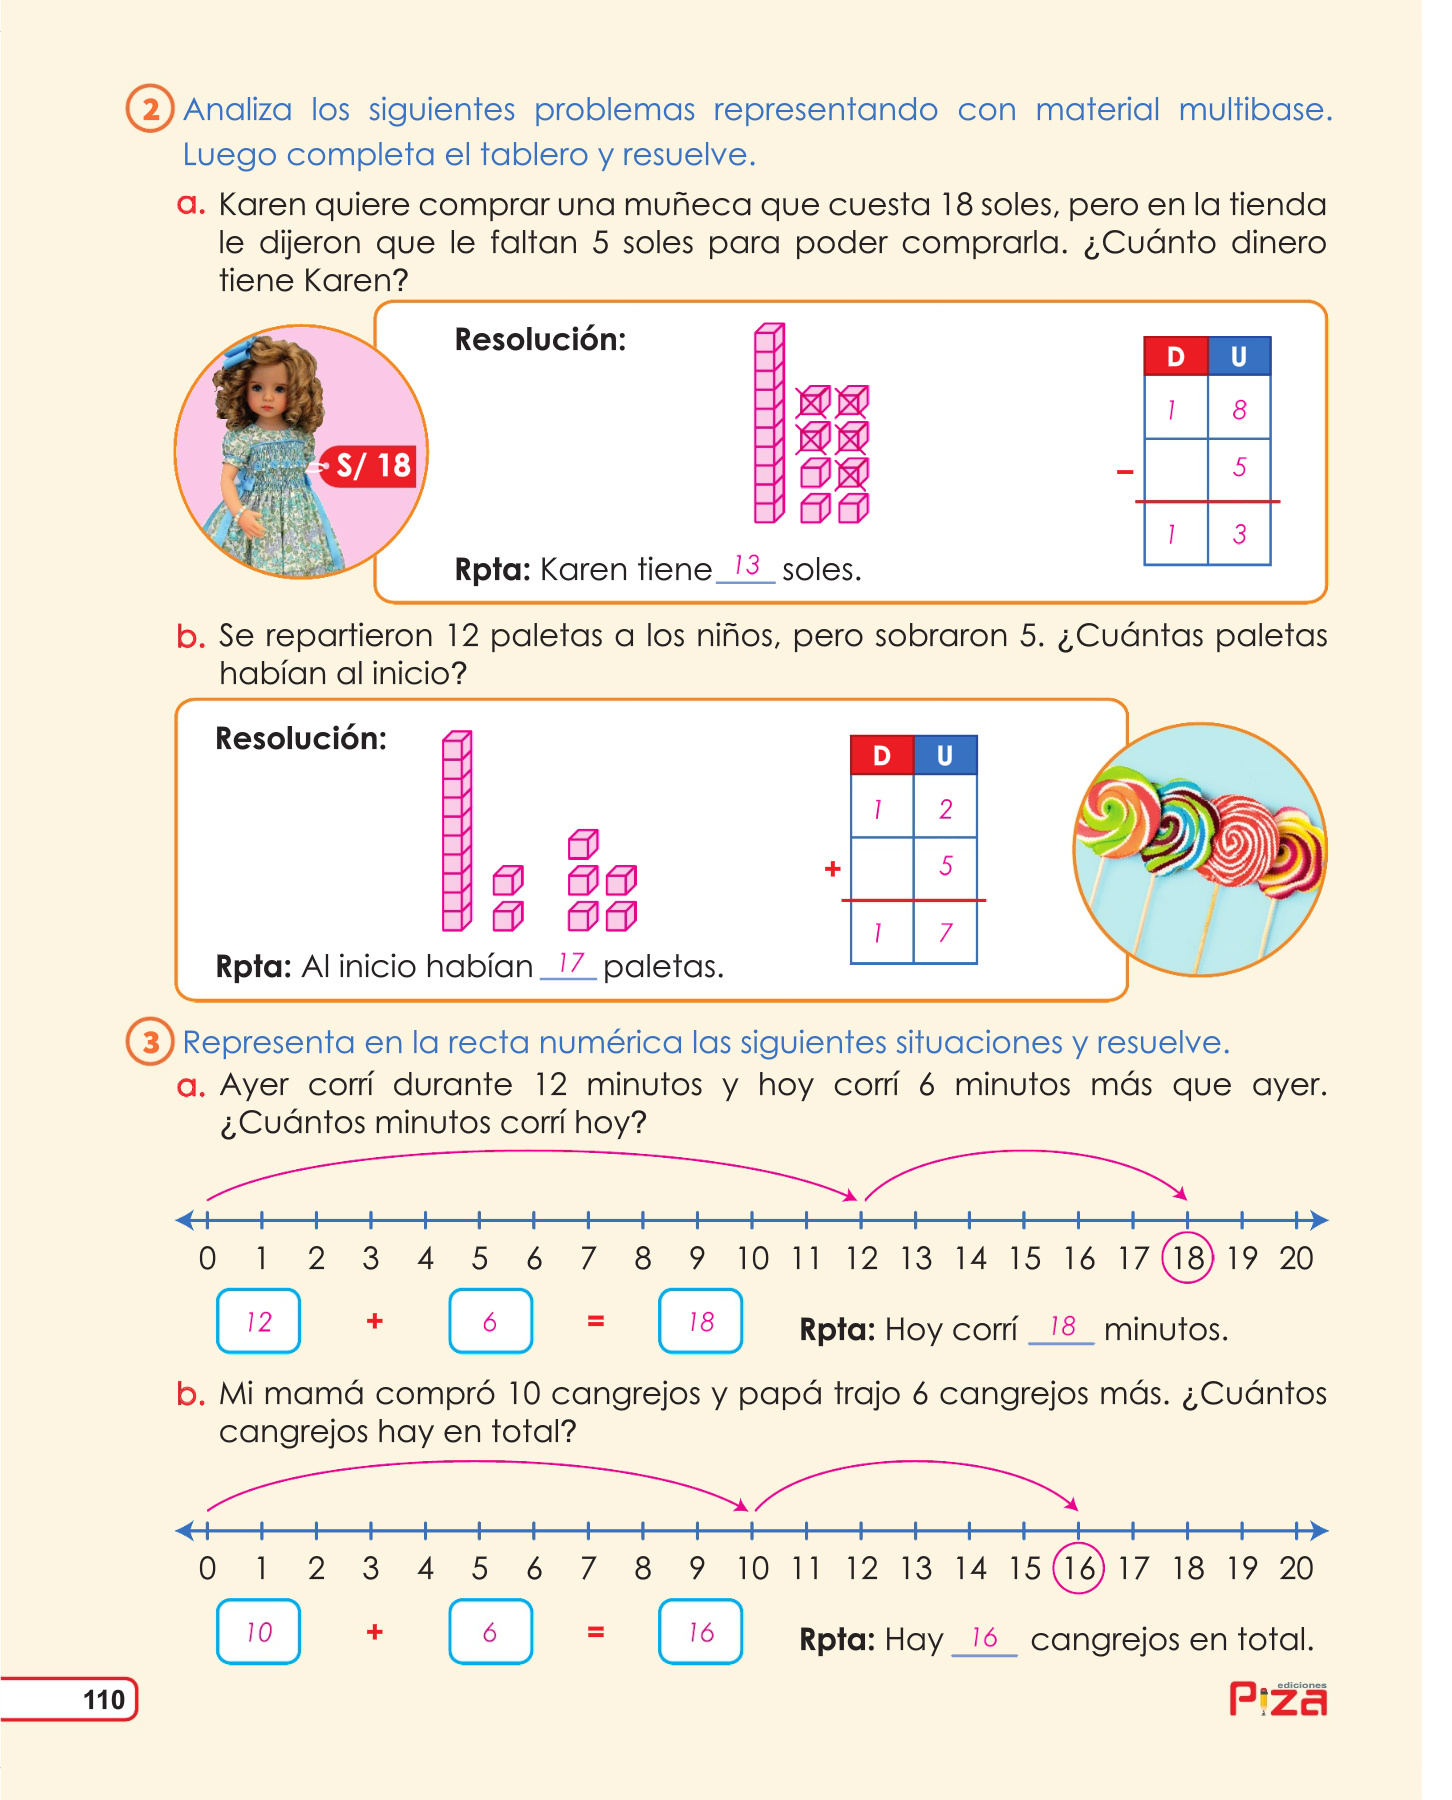 2 Analiza los siguientes problemas representando con material multibase.
Luego completa el tablero y resuelve.
a. Karen quiere comprar una muñeca que cuesta 18 soles, pero en la tienda
le dijeron que le faltan 5 soles para poder comprarla. ¿Cuánto dinero
tiene Karen?
Resolución:
S/ 18
D U
1 8
- 5
1 3
Rpta: Karen tiene 13 soles.
b. Se repartieron 12 paletas a los niños, pero sobraron 5. ¿Cuántas paletas
habían al inicio?
Resolución:
D U
1 2
+ 5
1 7
Rpta: Al inicio habían 17 paletas.
3 Representa en la recta numérica las siguientes situaciones y resuelve.
a. Ayer corrí durante 12 minutos y hoy corrí 6 minutos más que ayer.
¿Cuántos minutos corrí hoy?
0 1 2 3 4 5 6 7 8 9 10 11 12 13 14 15 16 17 18 19 20
12 + 6 = 18 Rpta: Hoy corrí 18 minutos.
b. Mi mamá compró 10 cangrejos y papá trajo 6 cangrejos más. ¿Cuántos
cangrejos hay en total?
0 1 2 3 4 5 6 7 8 9 10 11 12 13 14 15 16 17 18 19 20
10 + 6 = 16 Rpta: Hay 16 cangrejos en total.
110
ediciones
Piza